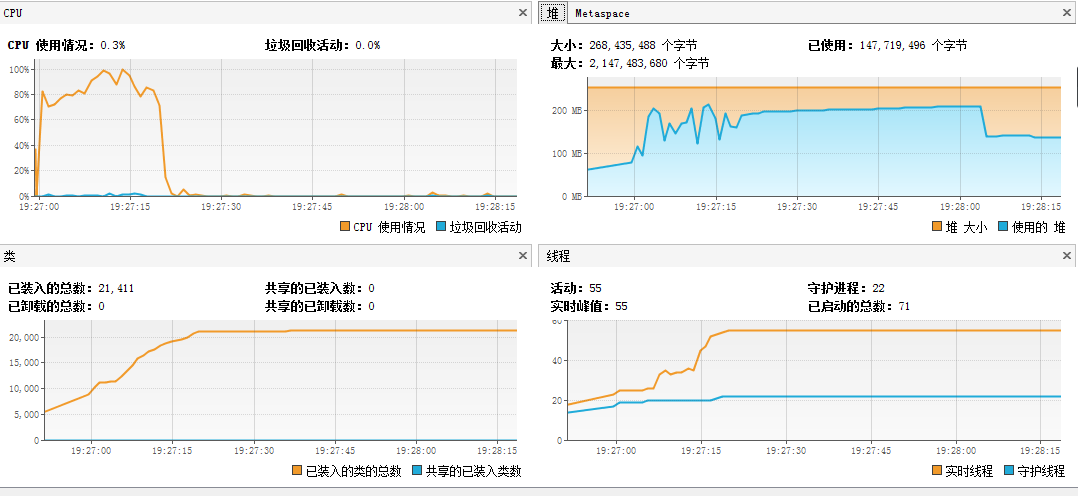 CPU
CPU 使用情况: 0.3%
垃圾回收活动: 0.0%
100%
80%
60%
40%
20%
0%
19:27:00 19:27:15 19:27:30 19:27:45 19:28:00 19:28:15
CPU 使用情况 垃圾回收活动
堆 Metaspace
大小: 268,435,488 个字节
已使用: 147,719,496 个字节
最大: 2,147,483,680 个字节
200 MB
100 MB
0 MB
19:27:00 19:27:15 19:27:30 19:27:45 19:28:00 19:28:15
堆 大小 使用的 堆
类
已装入的总数: 21,411
共享的已装入数: 0
已卸载的总数: 0
共享的已卸载数: 0
20,000
15,000
10,000
5,000
0
19:27:00 19:27:15 19:27:30 19:27:45 19:28:00 19:28:15
已装入的类的总数 共享的已装入类数
线程
活动: 55
守护进程: 22
实时峰值: 55
已启动的总数: 71
60
40
20
0
19:27:00 19:27:15 19:27:30 19:27:45 19:28:00 19:28:15
实时线程 守护线程